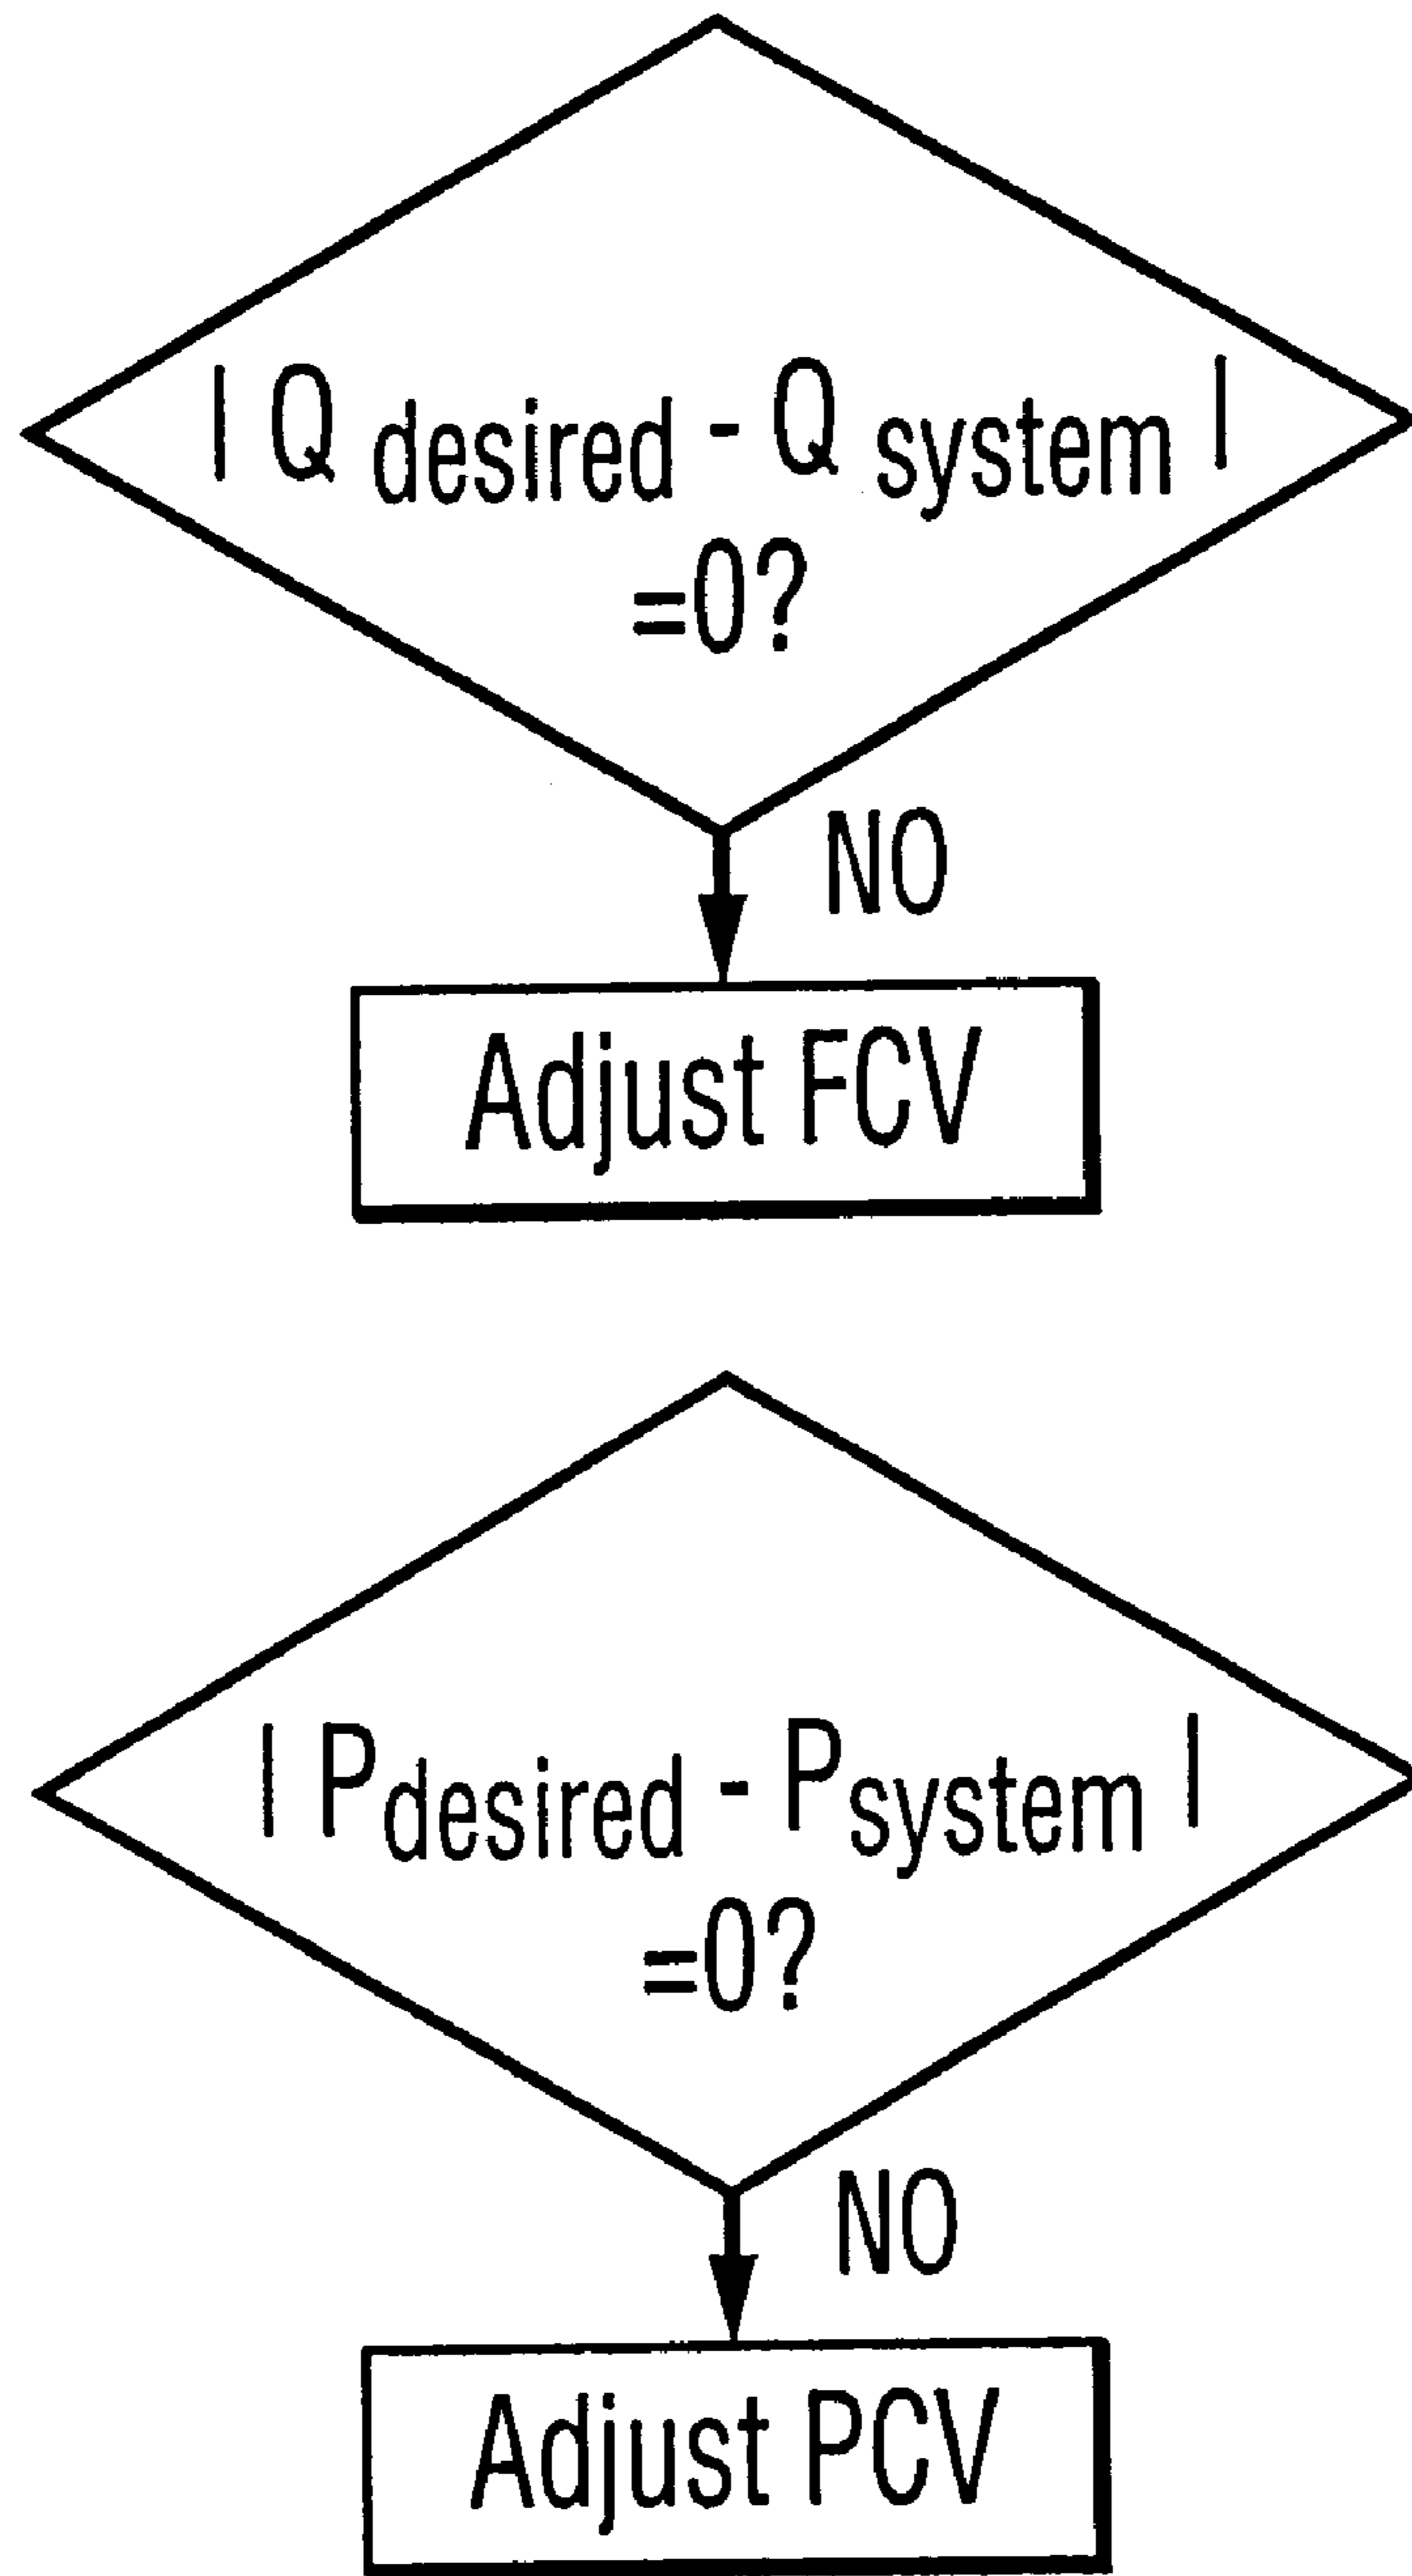 | Q desired - Q system |
=0?
NO
Adjust FCV
| Pdesired - Psystem |
=0?
NO
Adjust PCV